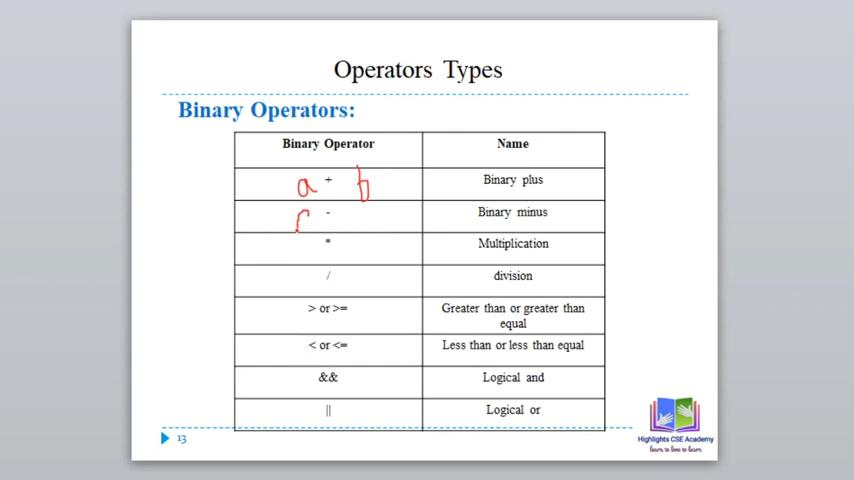 Operators Types
Binary Operators:
Binary Operator Name
a + b Binary plus
- Binary minus
* Multiplication
/ division
> or >= Greater than or greater than
equal
< or <= Less than or less than equal
&& Logical and
|| Logical or
13
Highlights CSE Academy
learn to love to learn